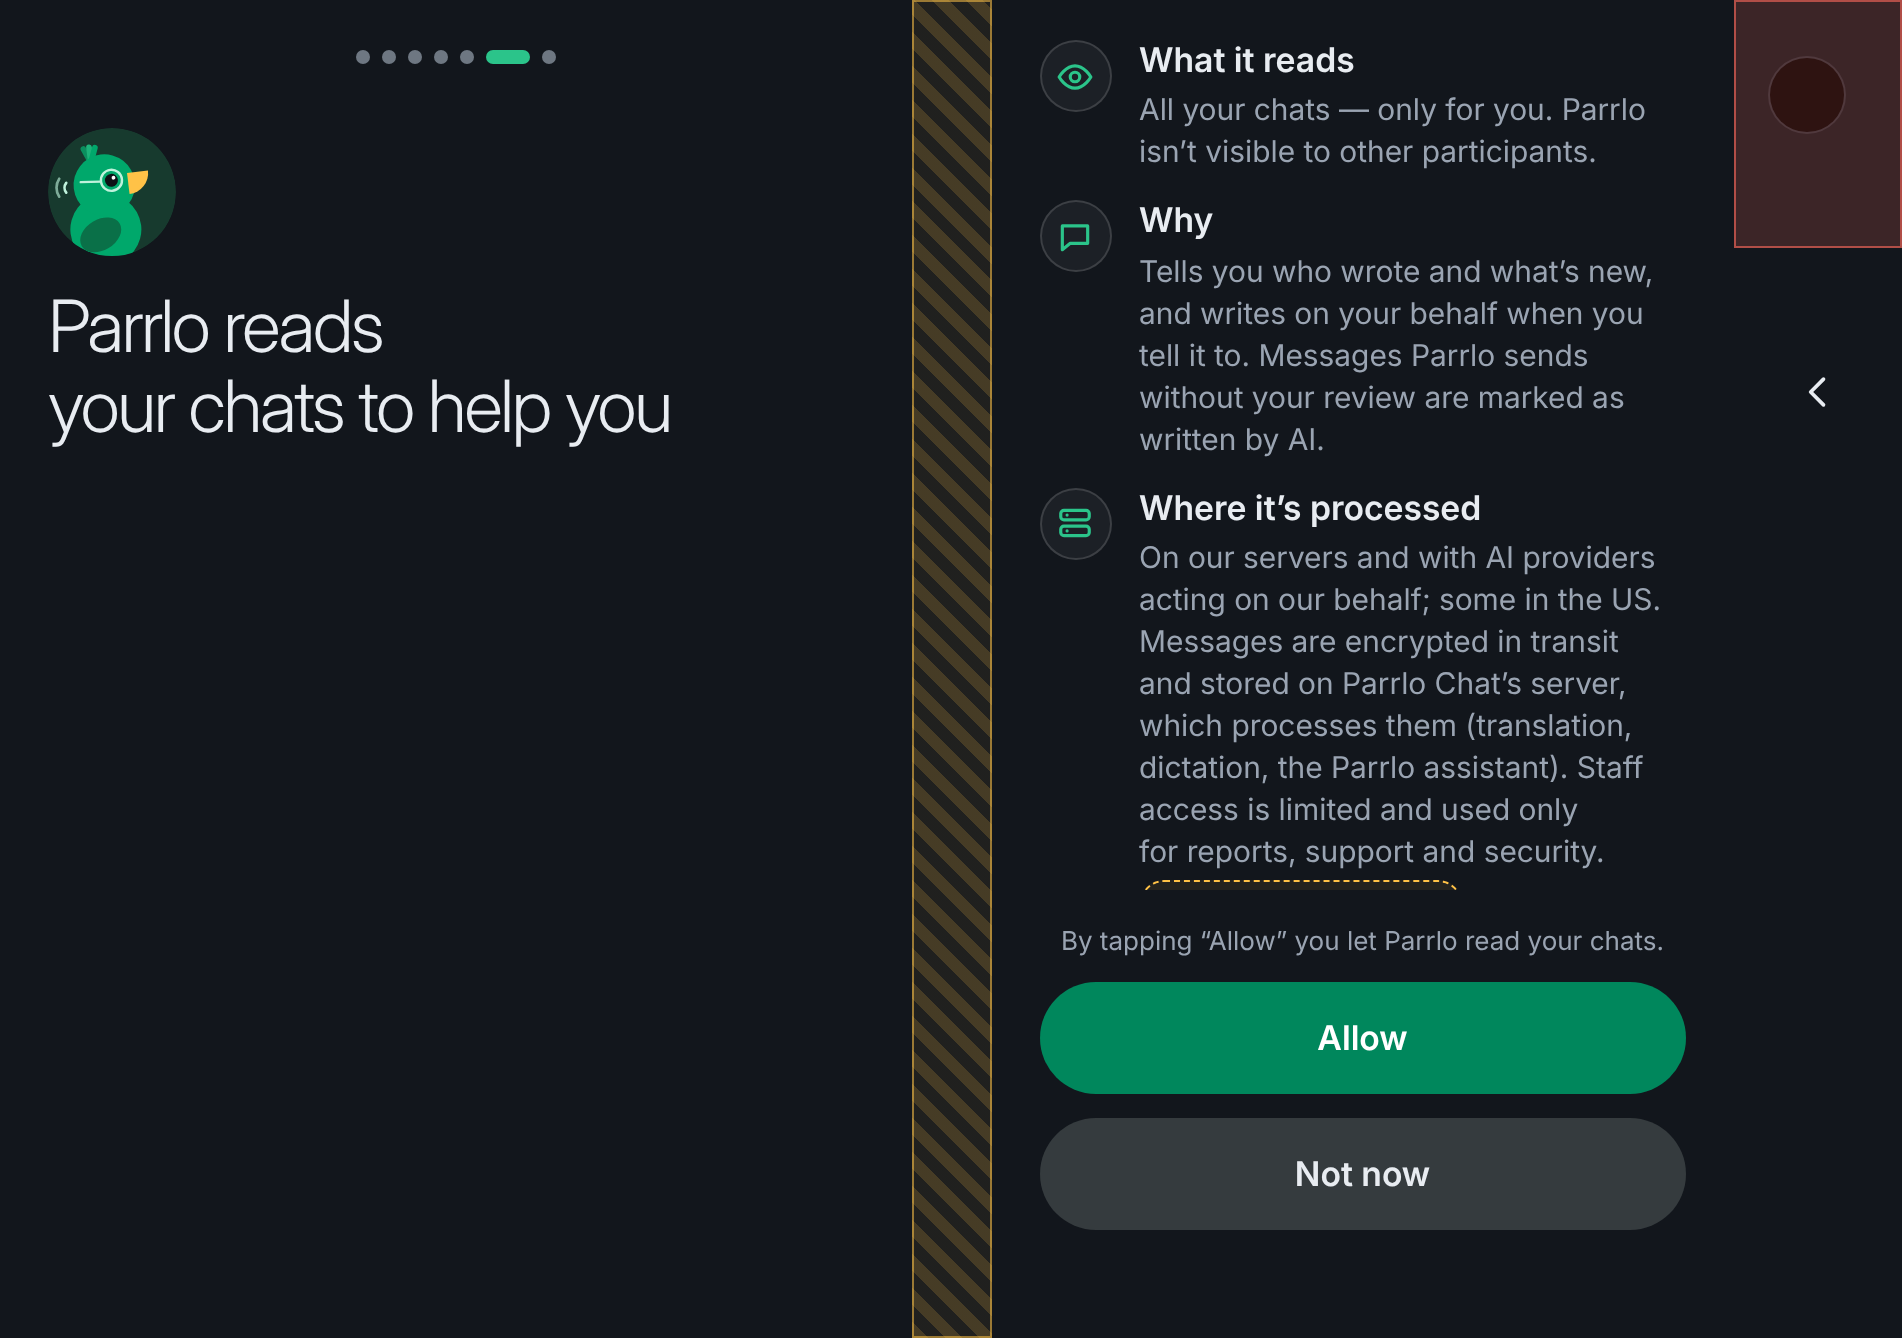 Parrlo reads
your chats to help you
What it reads
All your chats — only for you. Parrlo
isn’t visible to other participants.
Why
Tells you who wrote and what’s new,
and writes on your behalf when you
tell it to. Messages Parrlo sends
without your review are marked as
written by AI.
Where it’s processed
On our servers and with AI providers
acting on our behalf; some in the US.
Messages are encrypted in transit
and stored on Parrlo Chat’s server,
which processes them (translation,
dictation, the Parrlo assistant). Staff
access is limited and used only
for reports, support and security.
By tapping “Allow” you let Parrlo read your chats.
Allow
Not now